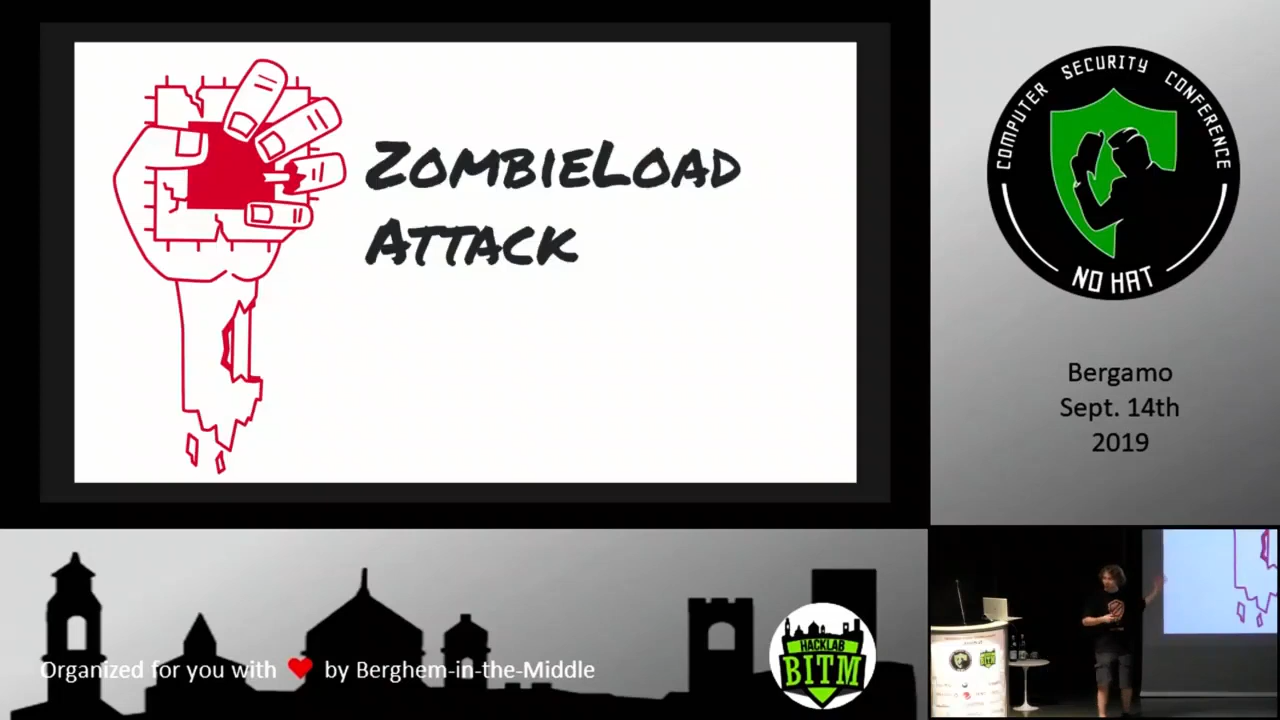 ZOMBIELOAD
ATTACK
COMPUTER SECURITY CONFERENCE
NO HAT
Bergamo
Sept. 14th
2019
Organized for you with by Berghem-in-the-Middle
HACKLAB
BITM